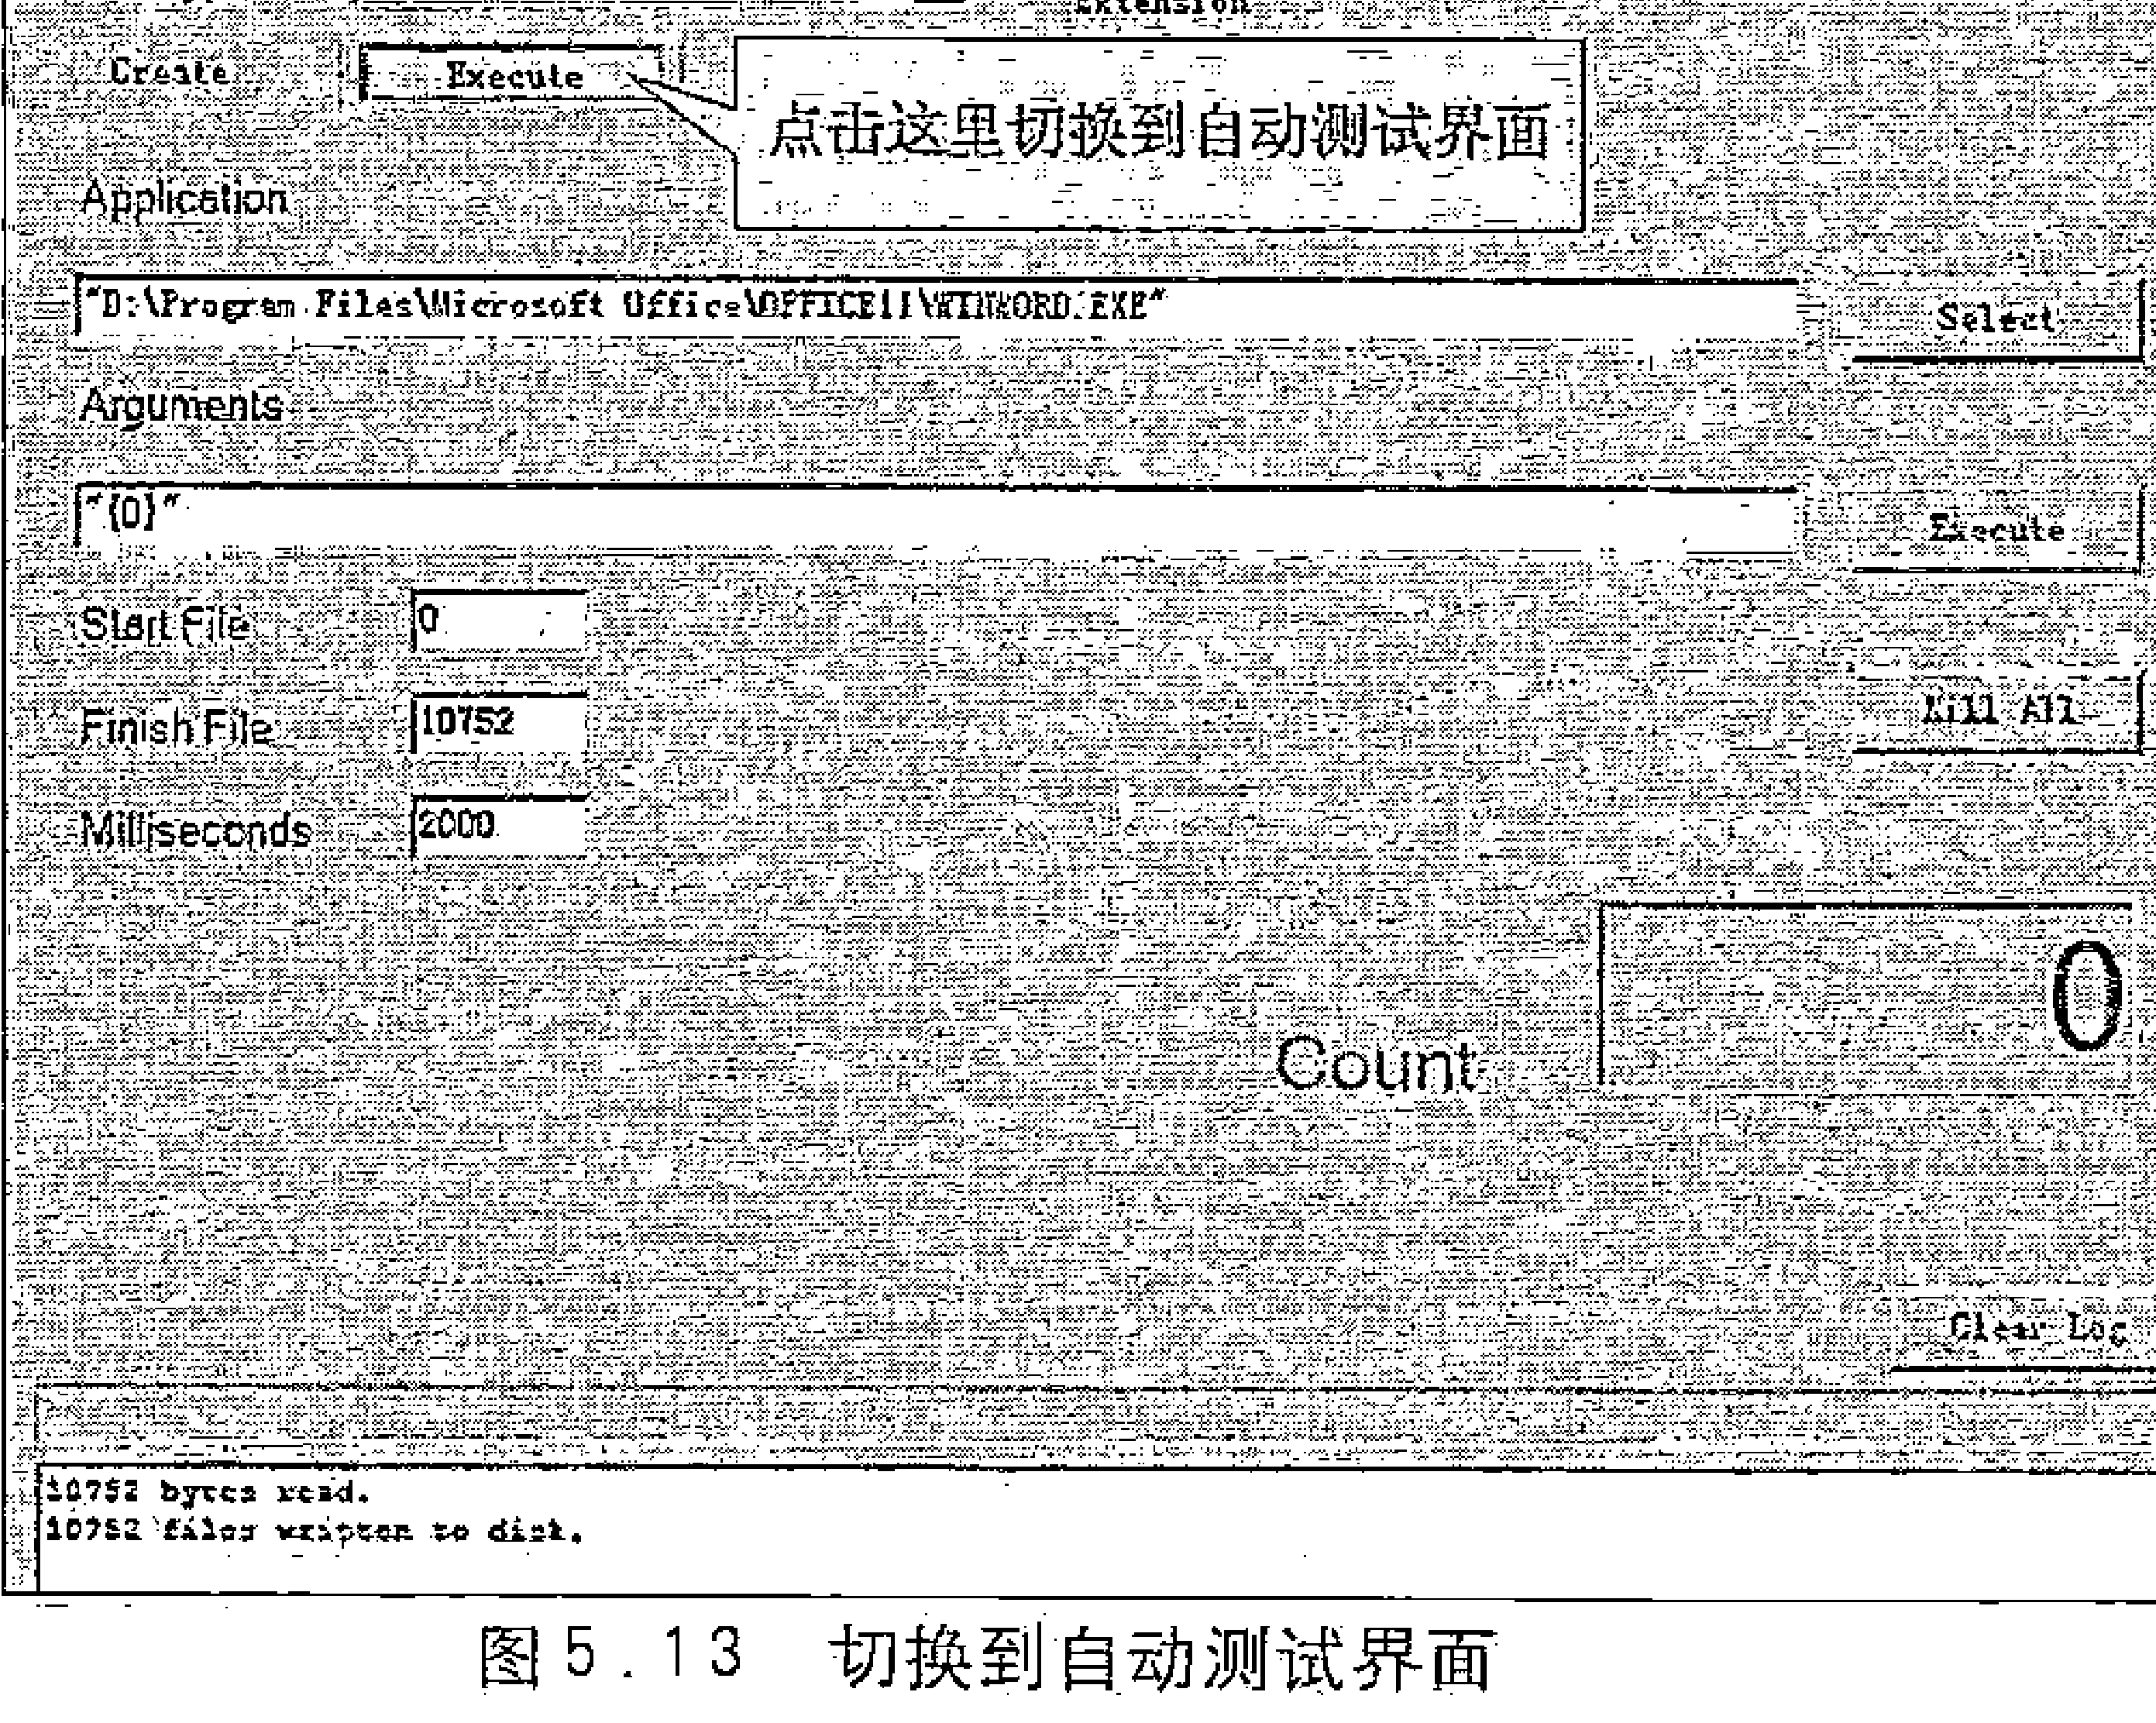 Extension
Create
Execute
点击这里切换到自动测试界面
Application
"D:\Program Files\Microsoft Office\OFFICE11\WINWORD.EXE"
Select
Arguments
"{0}"
Execute
Start File
0
Finish File
10752
Kill All
Milliseconds
2000
Count
0
Clear Log
10752 bytes read.
10752 files written to disk.
图5.13 切换到自动测试界面